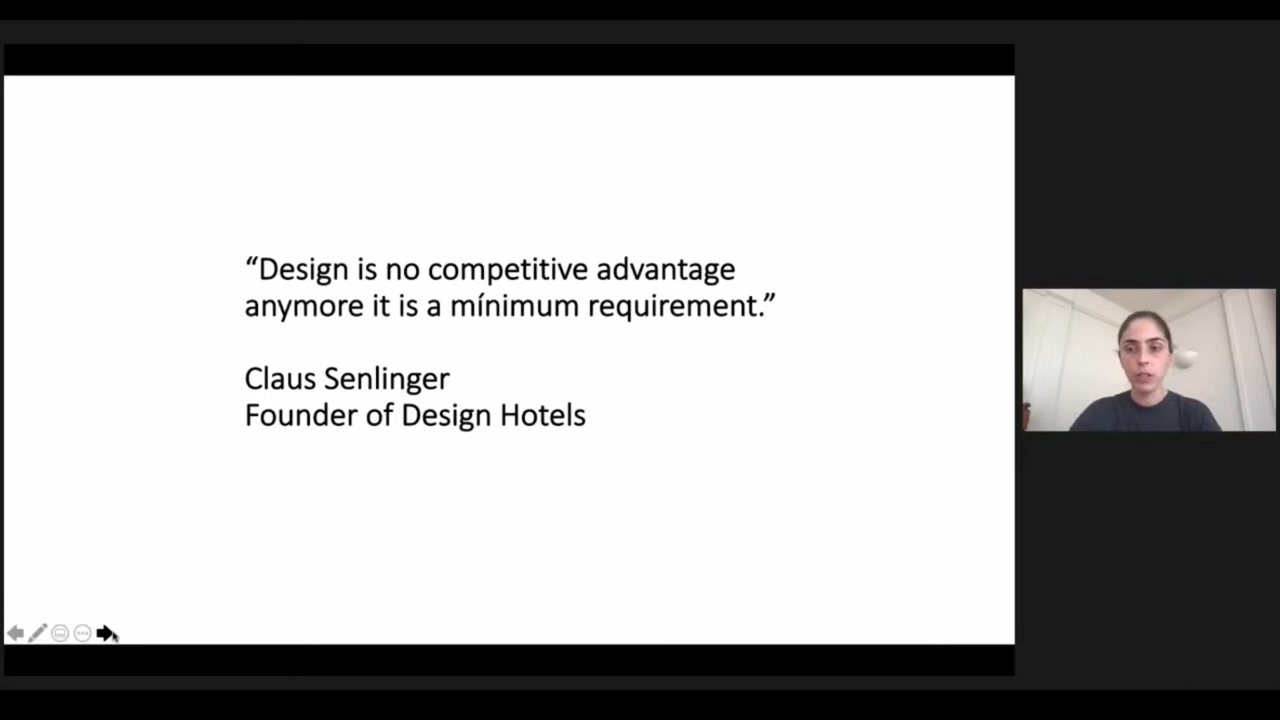 “Design is no competitive advantage
anymore it is a mínimum requirement.”
Claus Senlinger
Founder of Design Hotels